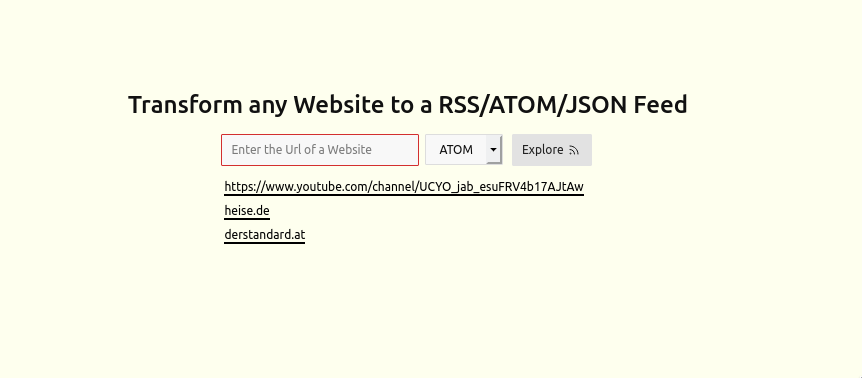 Transform any Website to a RSS/ATOM/JSON Feed
Enter the Url of a Website ATOM Explore
https://www.youtube.com/channel/UCYO_jab_esuFRV4b17AJtAw
heise.de
derstandard.at